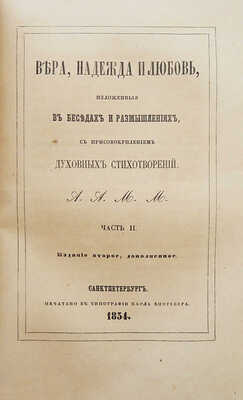 ВѢРА, НАДЕЖДА И ЛЮБОВЬ,
ИЗЛОЖЕННЫЯ
ВЪ БЕСѢДАХЪ И РАЗМЫШЛЕНІЯХЪ,
СЪ ПРИСОВОКУПЛЕНІЕМЪ
ДУХОВНЫХЪ СТИХОТВОРЕНІЙ.
А. А. М. М.
ЧАСТЬ II.
Изданіе второе, дополненное.
САНКТПЕТЕРБУРГЪ.
ПЕЧАТАНО ВЪ ТИПОГРАФІИ КАРЛА
1854.